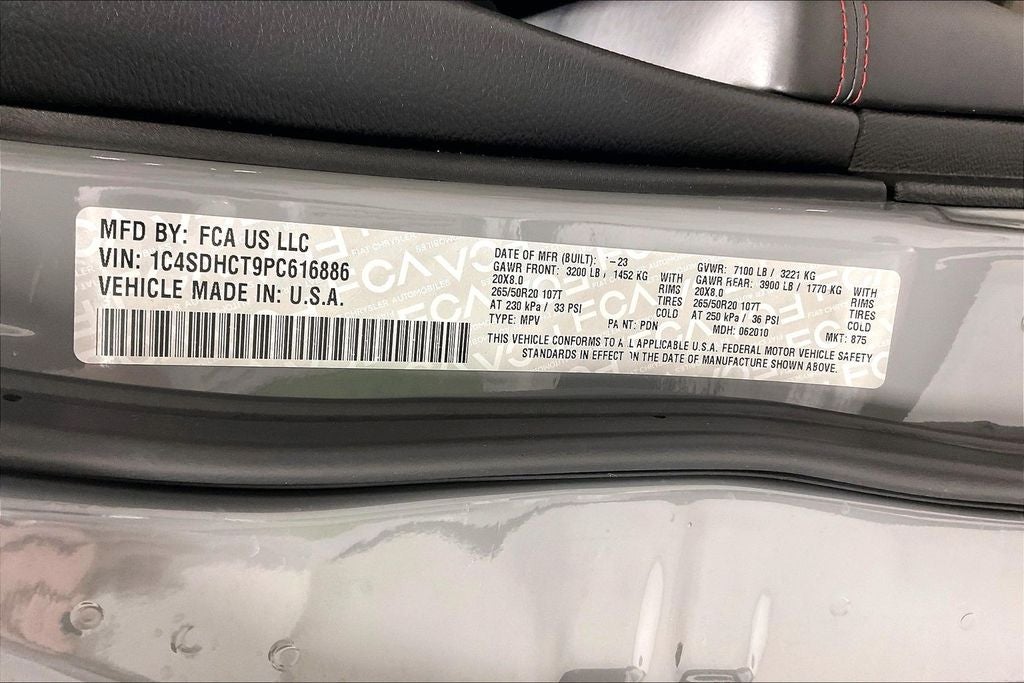 MFD BY: FCA US LLC
VIN: 1C4SDHCT9PC616886
VEHICLE MADE IN: U.S.A.
DATE OF MFR (BUILT): -23
GAWR FRONT: 3200 LB / 1452 KG WITH
20X8.0 RIMS
265/50R20 107T TIRES
AT 230 kPa / 33 PSI COLD
TYPE: MPV PAINT: PDN
GVWR: 7100 LB / 3221 KG
GAWR REAR: 3900 LB / 1770 KG WITH
20X8.0 RIMS
265/50R20 107T TIRES
AT 250 kPa / 36 PSI COLD
MDH: 062010 MKT: 875
THIS VEHICLE CONFORMS TO ALL APPLICABLE U.S.A. FEDERAL MOTOR VEHICLE SAFETY
STANDARDS IN EFFECT ON THE DATE OF MANUFACTURE SHOWN ABOVE.